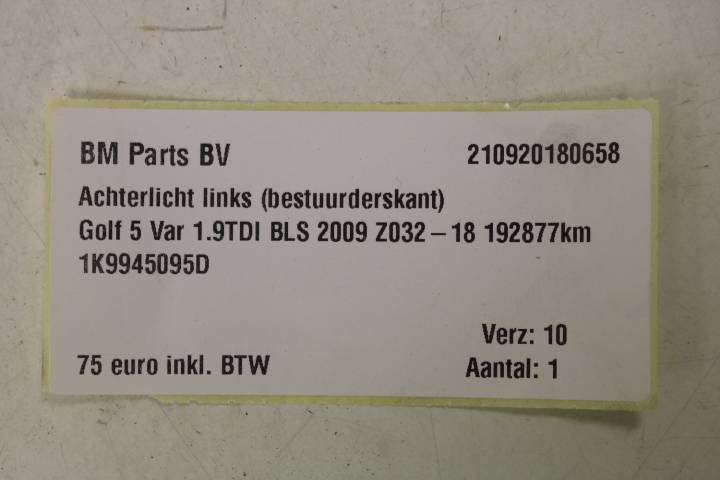 BM Parts BV 210920180658
Achterlicht links (bestuurderskant)
Golf 5 Var 1.9TDI BLS 2009 Z032-18 192877km
1K9945095D
Verz: 10
75 euro inkl. BTW Aantal: 1